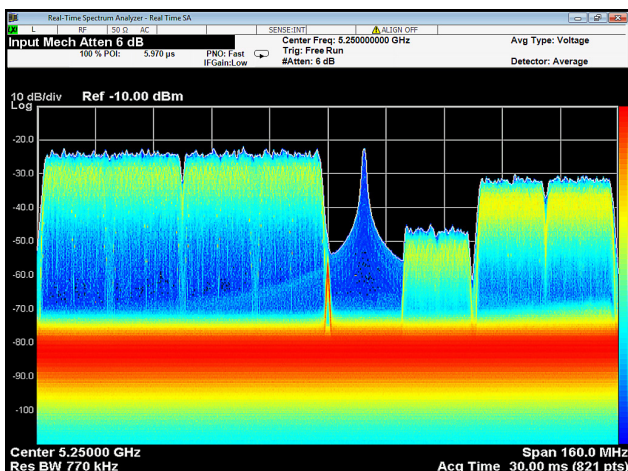 Real-Time Spectrum Analyzer - Real Time SA
L RF 50 Ω AC SENSE:INT ALIGN OFF
Input Mech Atten 6 dB Center Freq: 5.250000000 GHz Avg Type: Voltage
100 % POI: 5.970 µs PNO: Fast Trig: Free Run
IFGain:Low #Atten: 6 dB Detector: Average
10 dB/div Ref -10.00 dBm
Log
-20.0
-30.0
-40.0
-50.0
-60.0
-70.0
-80.0
-90.0
-100
Center 5.25000 GHz Span 160.0 MHz
Res BW 770 kHz Acq Time 30.00 ms (821 pts)